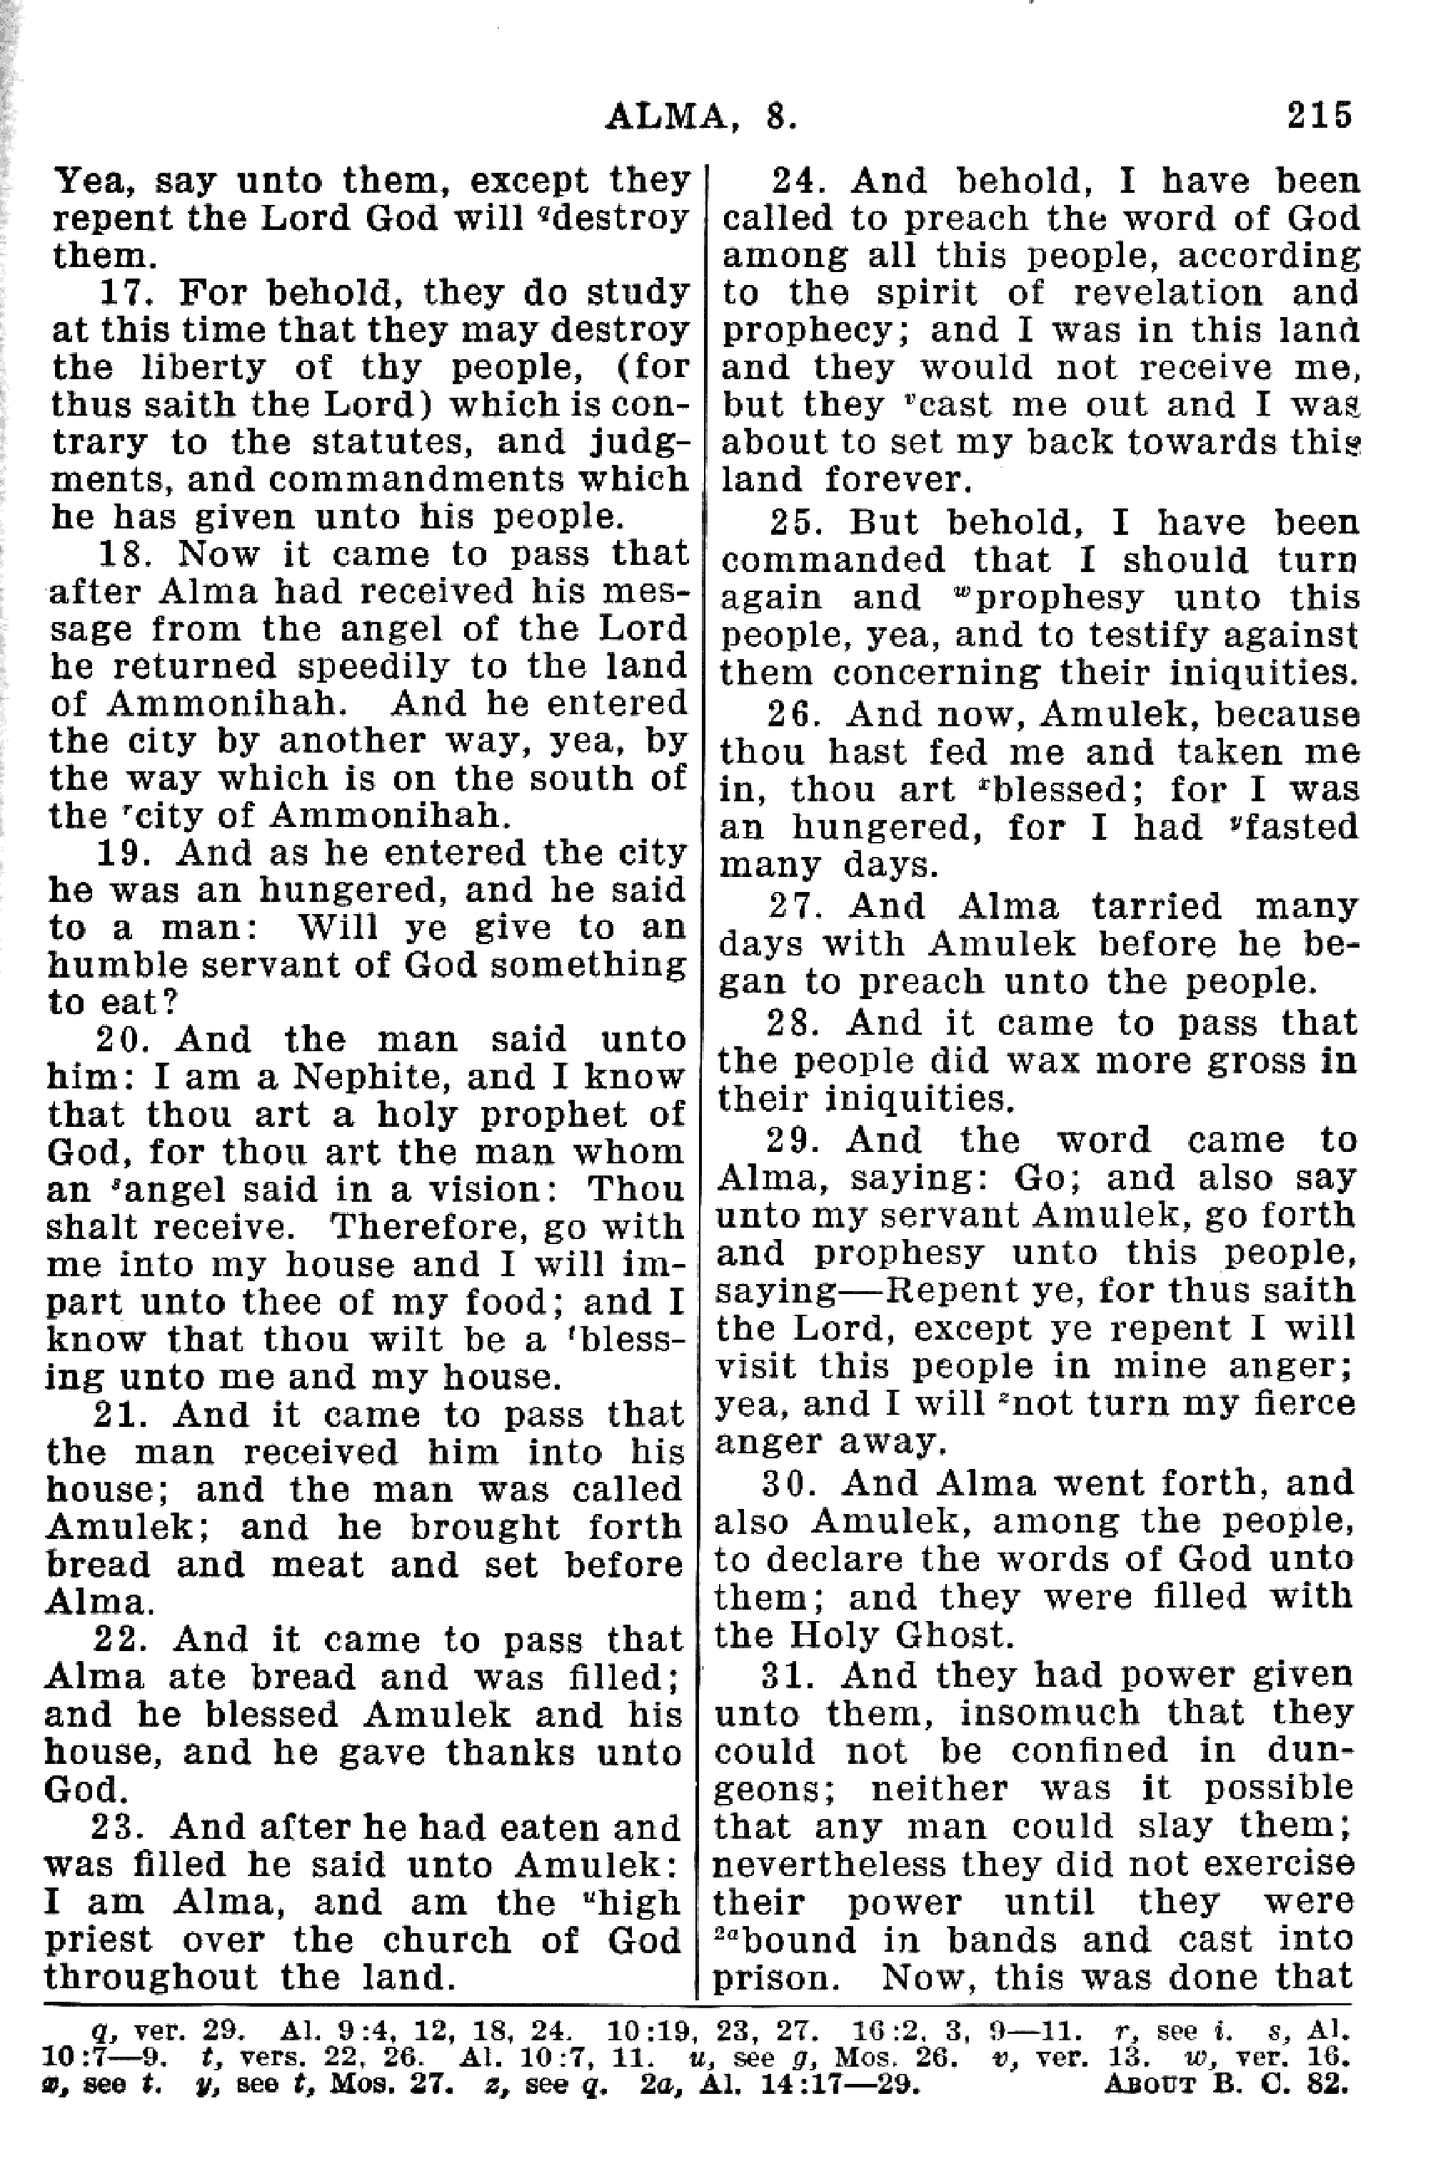 ALMA, 8. 215
Yea, say unto them, except they
repent the Lord God will qdestroy
them.
17. For behold, they do study
at this time that they may destroy
the liberty of thy people, (for
thus saith the Lord) which is con-
trary to the statutes, and judg-
ments, and commandments which
he has given unto his people.
18. Now it came to pass that
after Alma had received his mes-
sage from the angel of the Lord
he returned speedily to the land
of Ammonihah. And he entered
the city by another way, yea, by
the way which is on the south of
the rcity of Ammonihah.
19. And as he entered the city
he was an hungered, and he said
to a man: Will ye give to an
humble servant of God something
to eat?
20. And the man said unto
him: I am a Nephite, and I know
that thou art a holy prophet of
God, for thou art the man whom
an sangel said in a vision: Thou
shalt receive. Therefore, go with
me into my house and I will im-
part unto thee of my food; and I
know that thou wilt be a tbless-
ing unto me and my house.
21. And it came to pass that
the man received him into his
house; and the man was called
Amulek; and he brought forth
bread and meat and set before
Alma.
22. And it came to pass that
Alma ate bread and was filled;
and he blessed Amulek and his
house, and he gave thanks unto
God.
23. And after he had eaten and
was filled he said unto Amulek:
I am Alma, and am the uhigh
priest over the church of God
throughout the land.
24. And behold, I have been
called to preach the word of God
among all this people, according
to the spirit of revelation and
prophecy; and I was in this land
and they would not receive me,
but they vcast me out and I was
about to set my back towards this
land forever.
25. But behold, I have been
commanded that I should turn
again and wprophesy unto this
people, yea, and to testify against
them concerning their iniquities.
26. And now, Amulek, because
thou hast fed me and taken me
in, thou art xblessed; for I was
an hungered, for I had yfasted
many days.
27. And Alma tarried many
days with Amulek before he be-
gan to preach unto the people.
28. And it came to pass that
the people did wax more gross in
their iniquities.
29. And the word came to
Alma, saying: Go; and also say
unto my servant Amulek, go forth
and prophesy unto this people,
saying—Repent ye, for thus saith
the Lord, except ye repent I will
visit this people in mine anger;
yea, and I will znot turn my fierce
anger away.
30. And Alma went forth, and
also Amulek, among the people,
to declare the words of God unto
them; and they were filled with
the Holy Ghost.
31. And they had power given
unto them, insomuch that they
could not be confined in dun-
geons; neither was it possible
that any man could slay them;
nevertheless they did not exercise
their power until they were
2abound in bands and cast into
prison. Now, this was done that
q, ver. 29. Al. 9:4, 12, 18, 24. 10:19, 23, 27. 16:2, 3, 9—11. r, see i. s, Al.
10:7—9. t, vers. 22, 26. Al. 10:7, 11. u, see g, Mos. 26. v, ver. 13. w, ver. 16.
x, see t. y, see t, Mos. 27. z, see q. 2a, Al. 14:17—29. ABOUT B. C. 82.